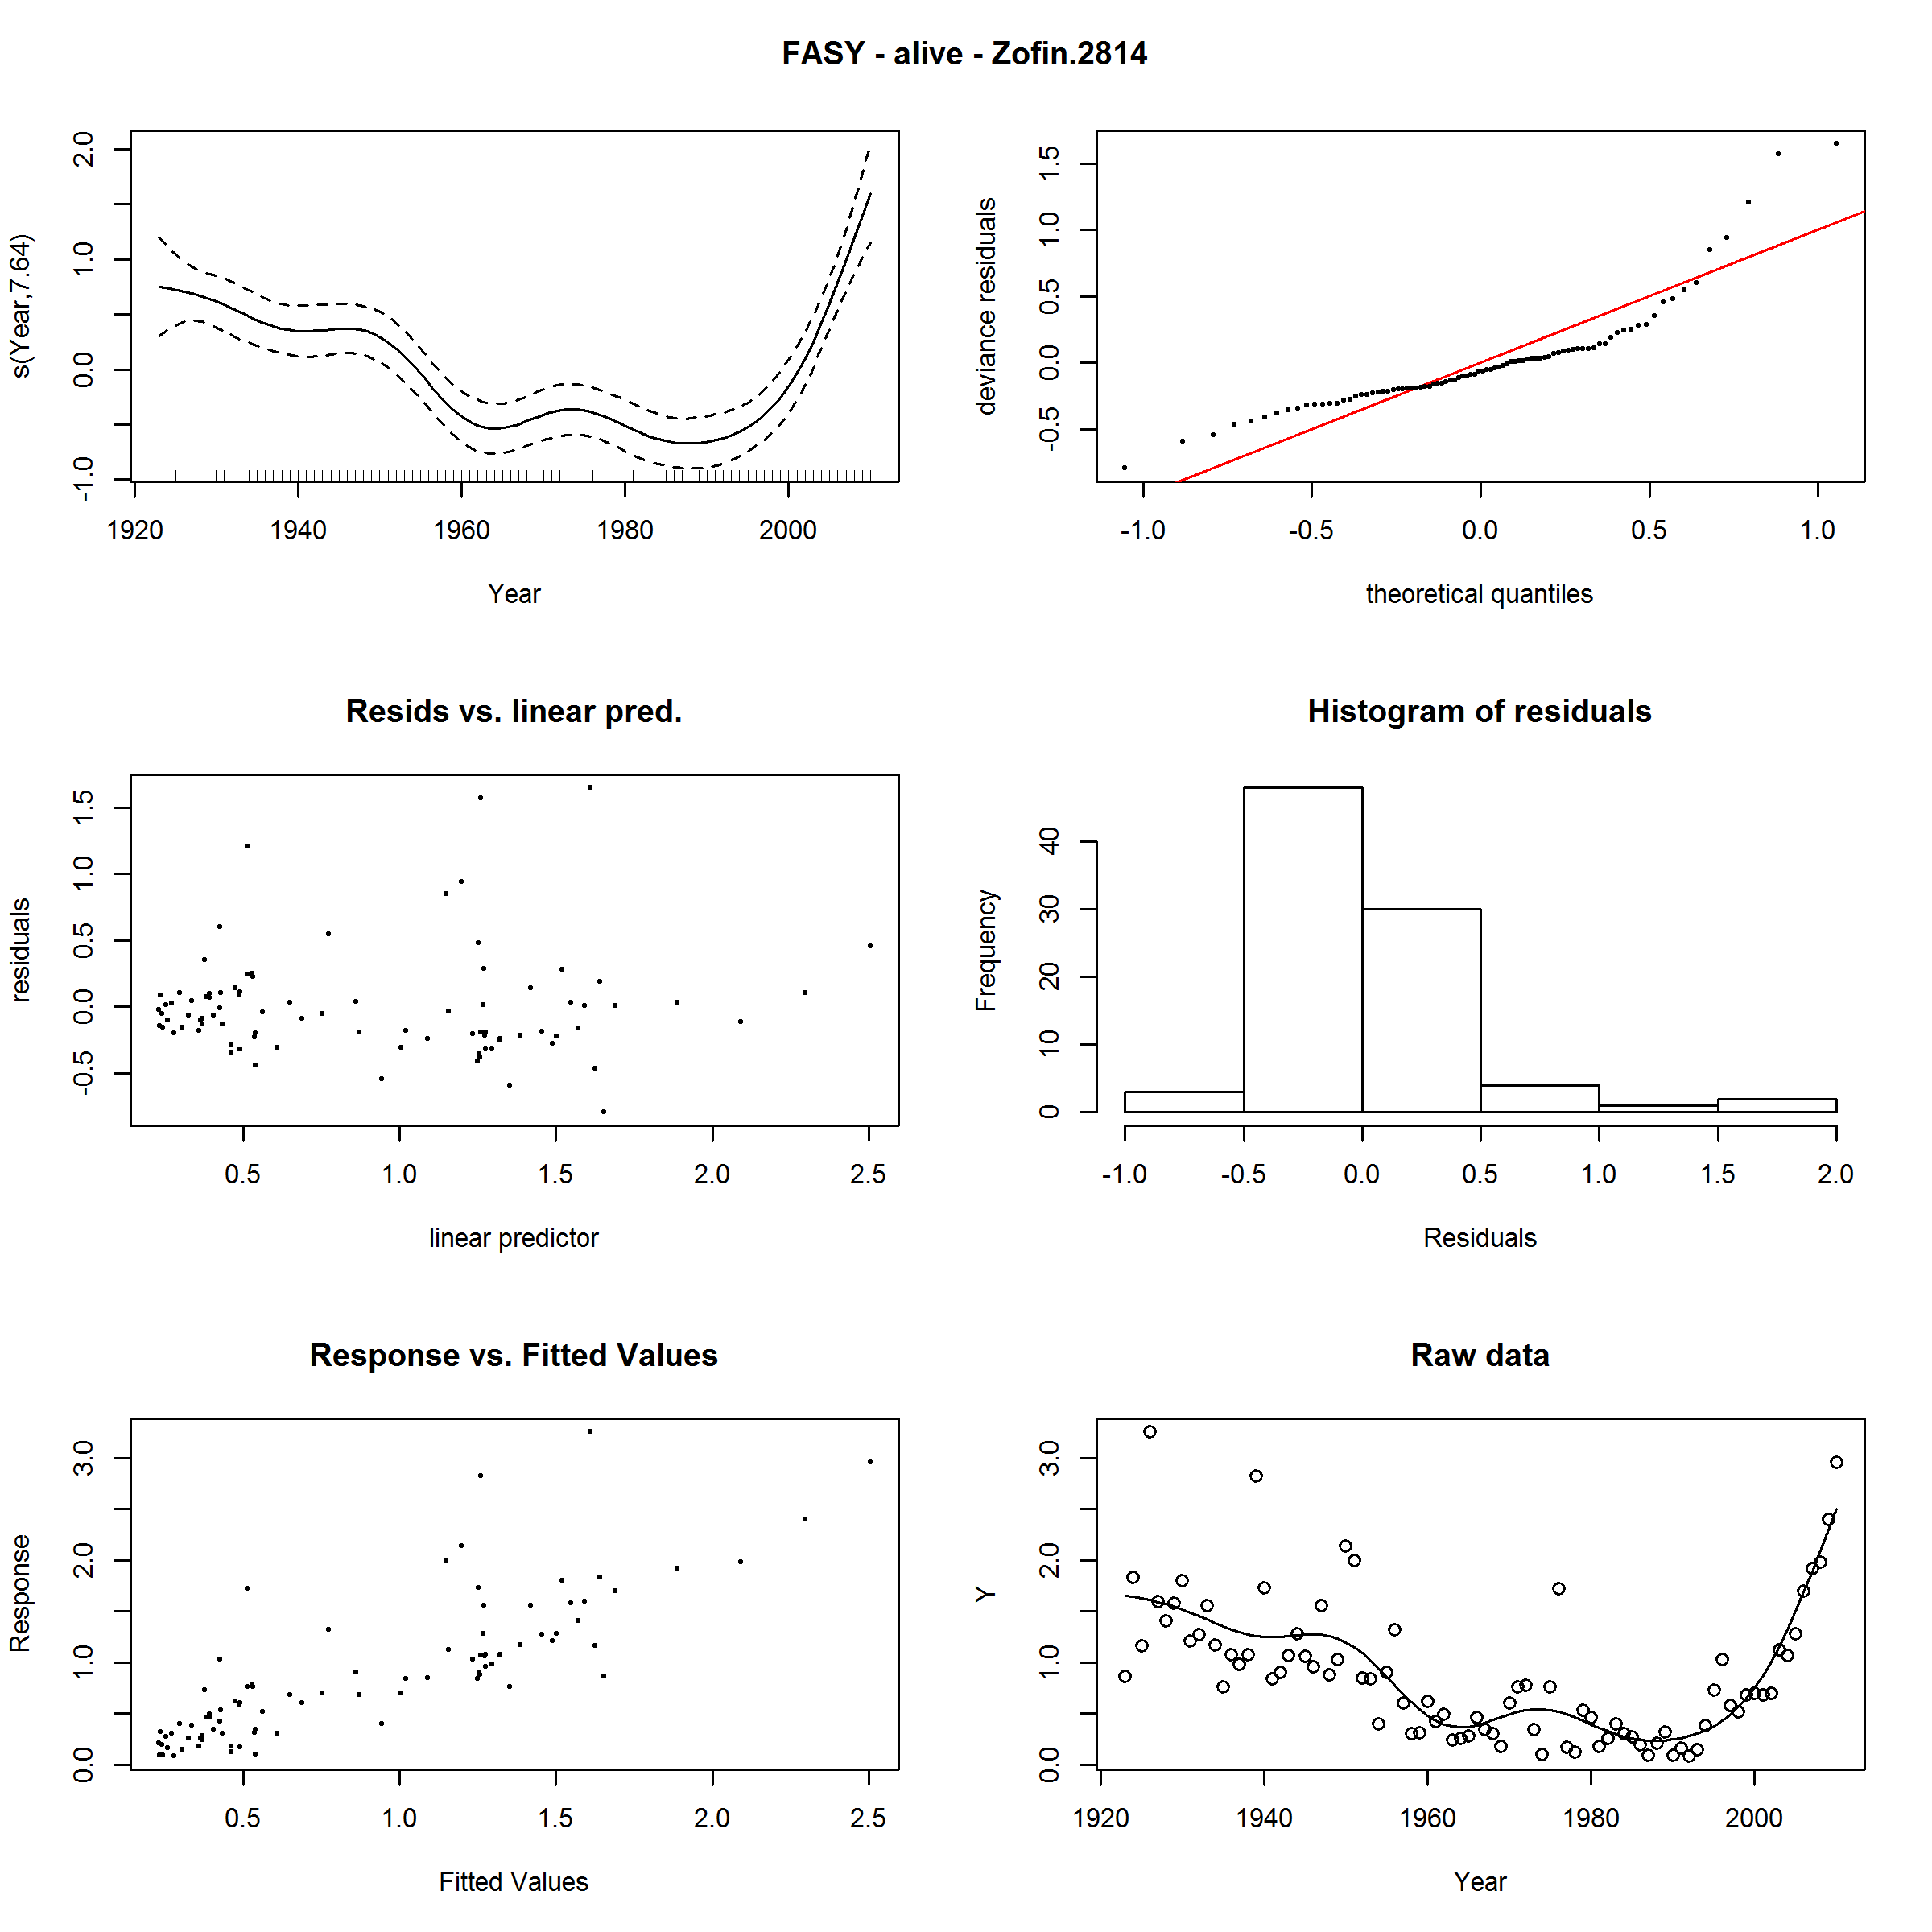 FASY - alive - Zofin.2814
s(Year,7.64)
-1.0 0.0 1.0 2.0
1920 1940 1960 1980 2000
Year
deviance residuals
-0.5 0.0 0.5 1.0 1.5
-1.0 -0.5 0.0 0.5 1.0
theoretical quantiles
Resids vs. linear pred.
residuals
-0.5 0.0 0.5 1.0 1.5
0.5 1.0 1.5 2.0 2.5
linear predictor
Histogram of residuals
Frequency
0 10 20 30 40
-1.0 -0.5 0.0 0.5 1.0 1.5 2.0
Residuals
Response vs. Fitted Values
Response
0.0 1.0 2.0 3.0
0.5 1.0 1.5 2.0 2.5
Fitted Values
Raw data
Y
0.0 1.0 2.0 3.0
1920 1940 1960 1980 2000
Year